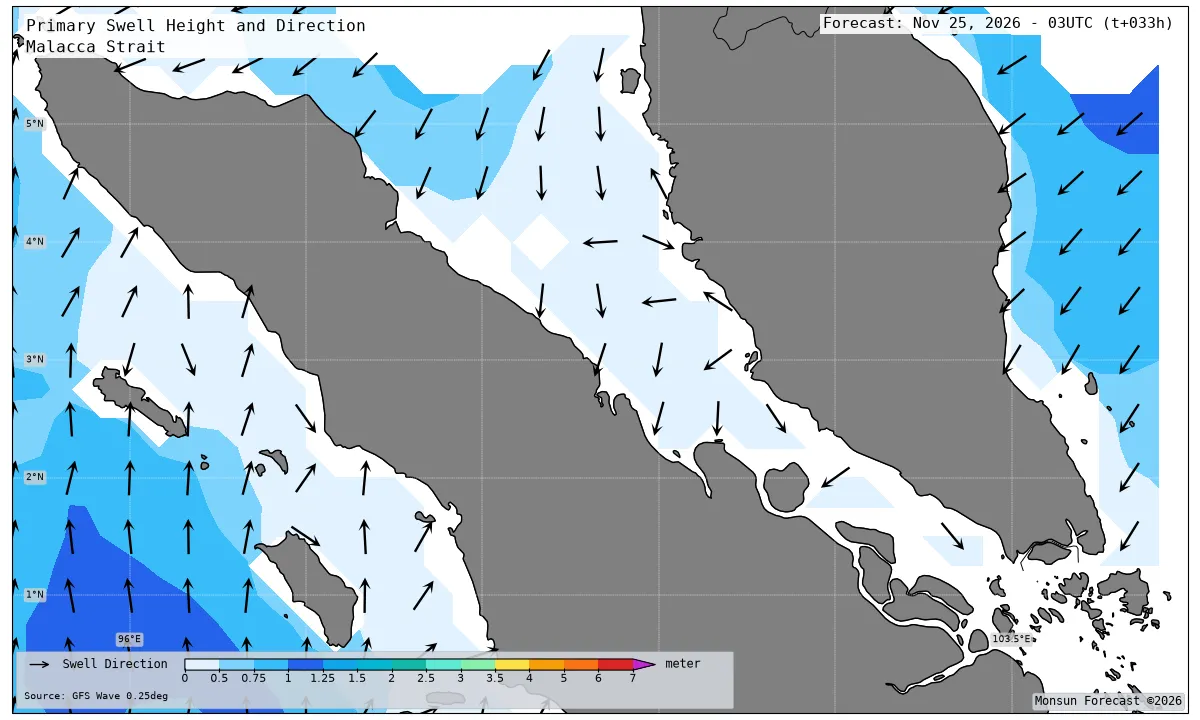 Primary Swell Height and Direction
Malacca Strait
Forecast: Nov 25, 2026 - 03UTC (t+033h)
5°N
4°N
3°N
2°N
1°N
96°E
103.5°E
Swell Direction
0 0.5 0.75 1 1.25 1.5 2 2.5 3 3.5 4 5 6 7
meter
Source: GFS Wave 0.25deg
Monsun Forecast ©2026